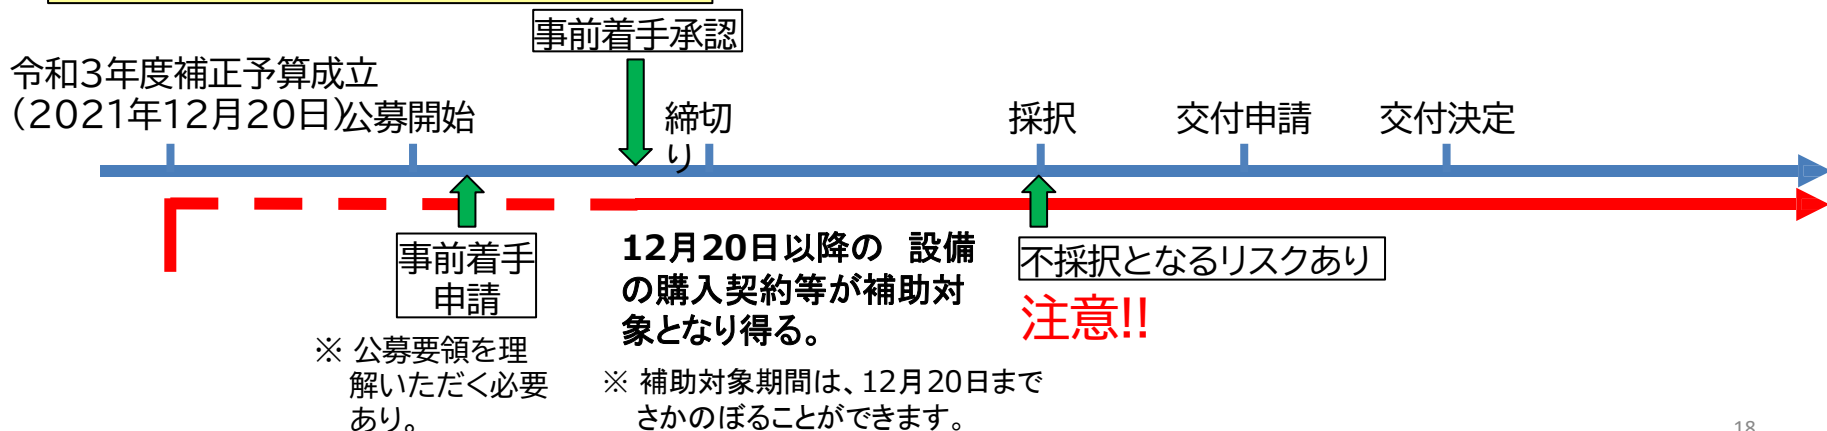 事前着手承認
令和3年度補正予算成立
(2021年12月20日)
公募開始
締切
り
採択
交付申請
交付決定
事前着手
申請
12月20日以降の 設備
の購入契約等が補助対
象となり得る。
不採択となるリスクあり
注意!!
※ 公募要領を理
解いただく必要
あり。
※ 補助対象期間は、12月20日まで
さかのぼることができます。
18